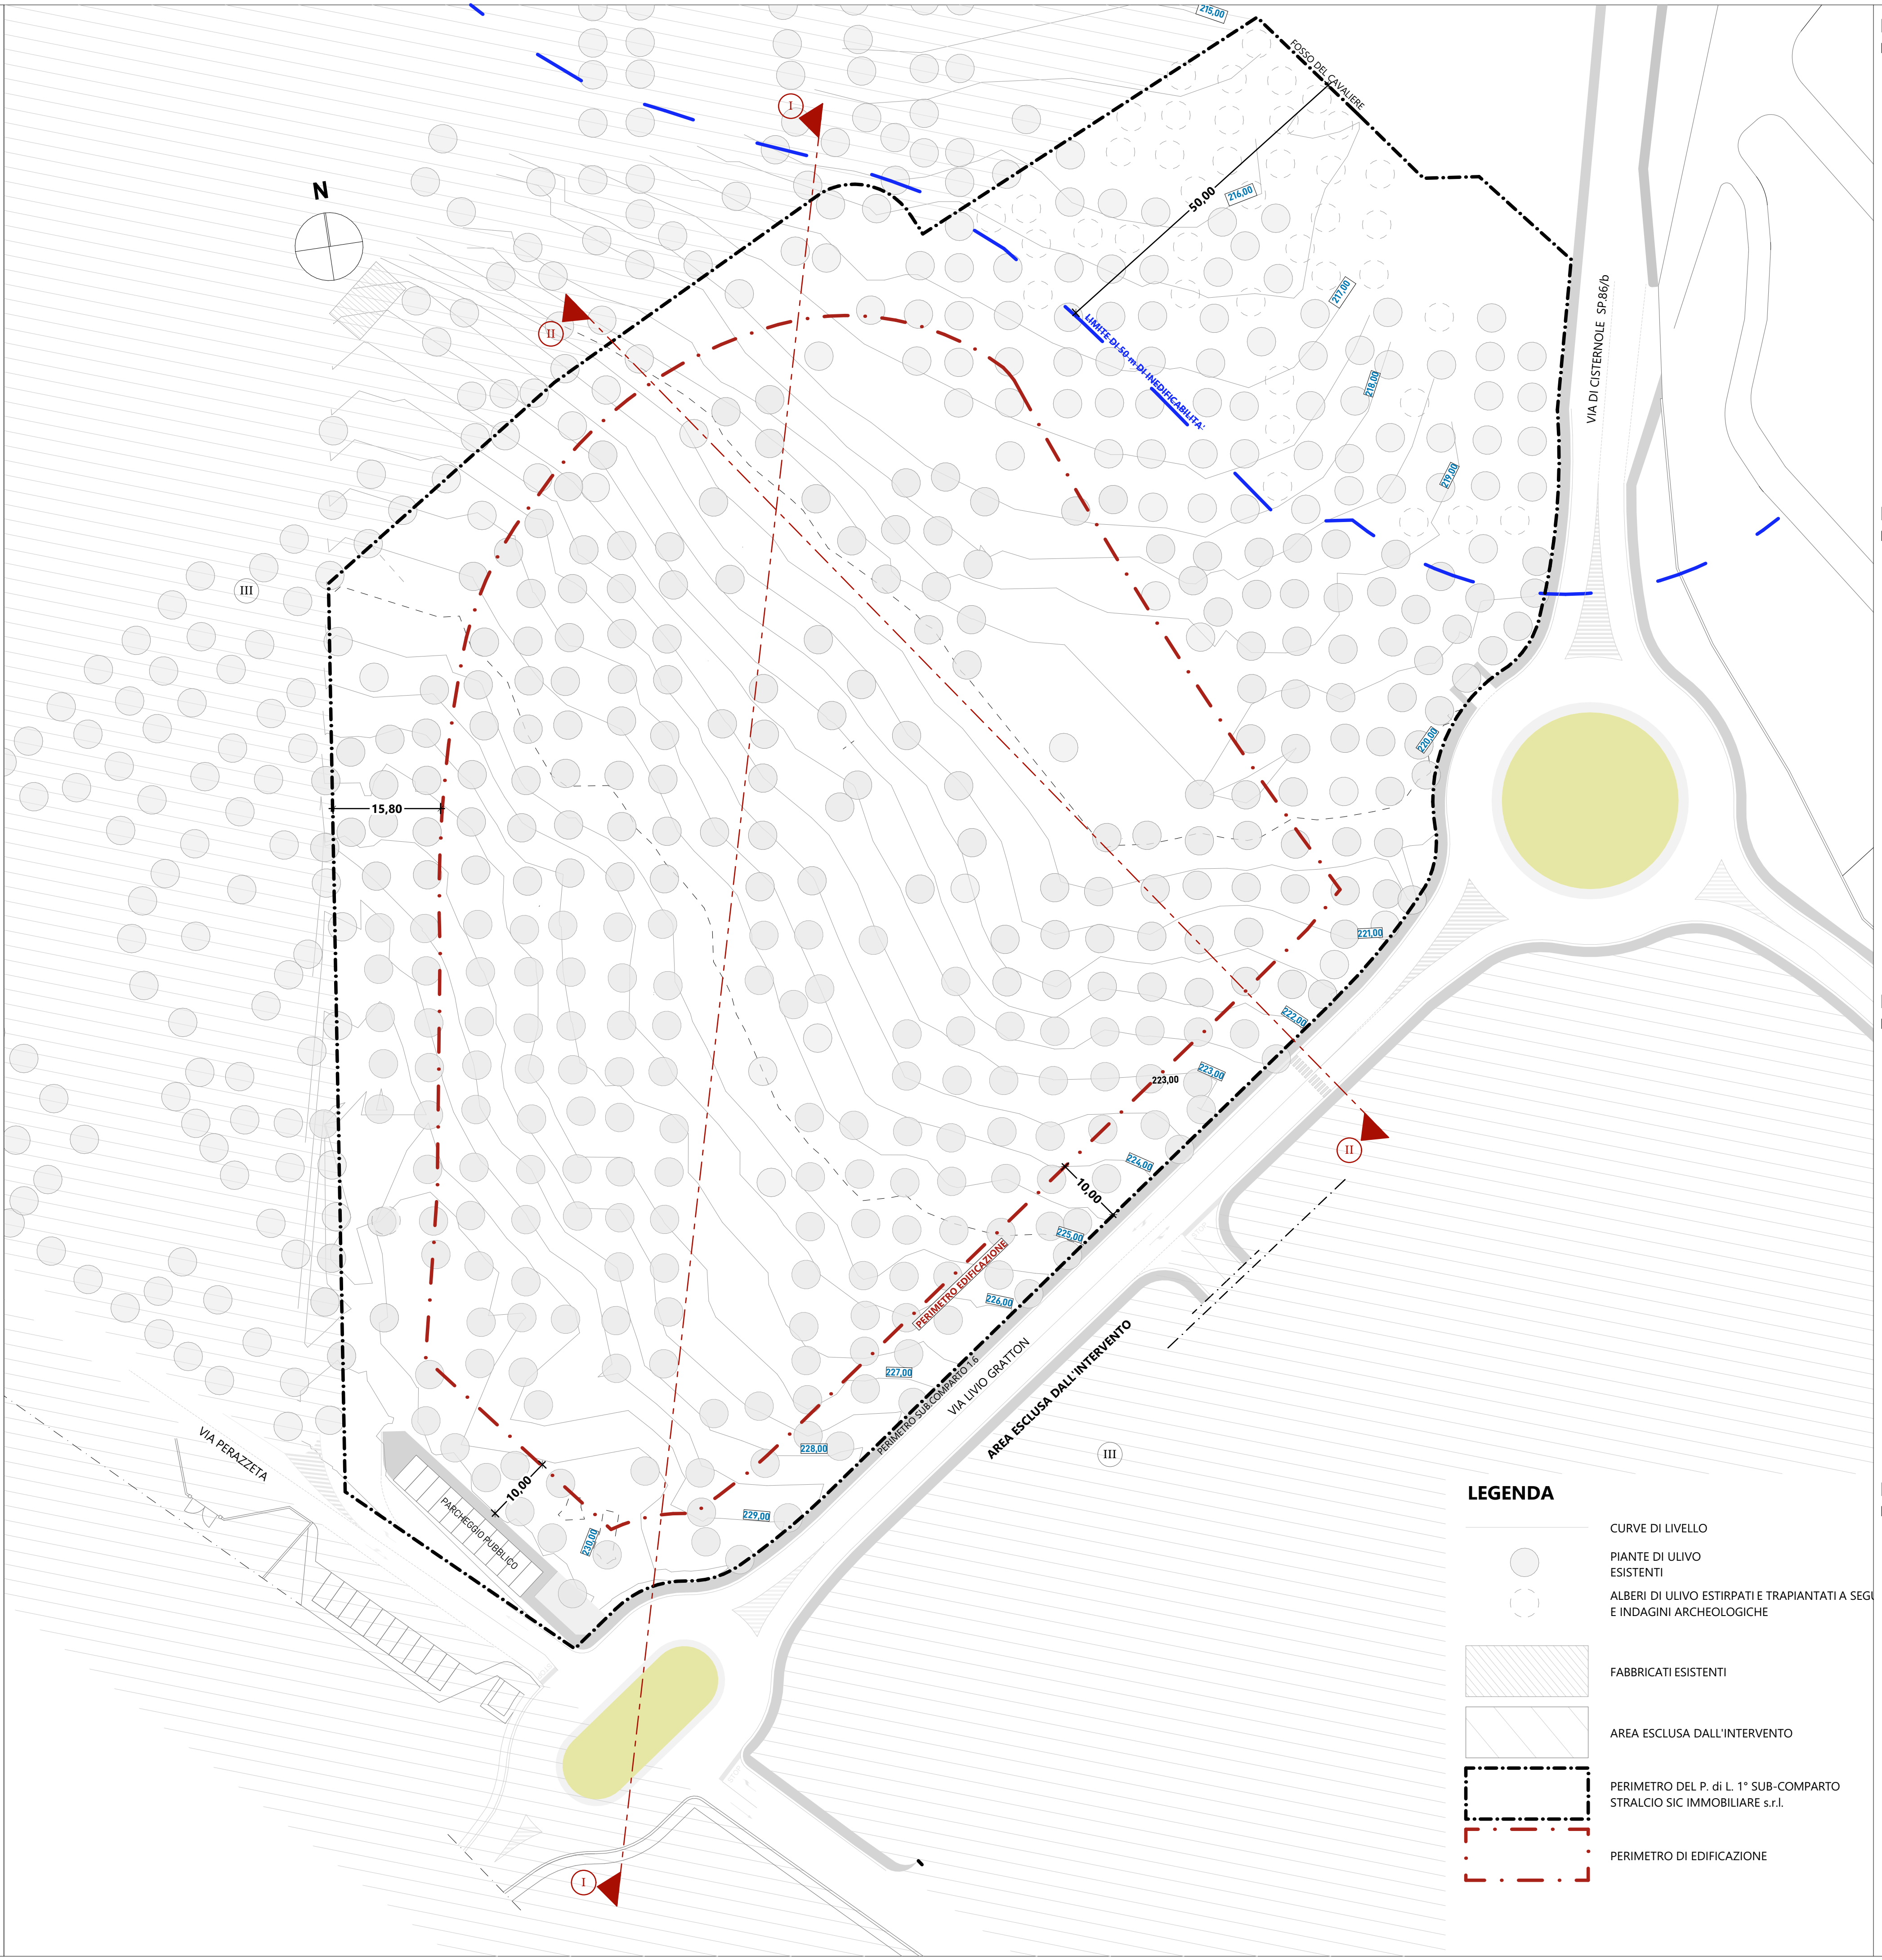 215,00
FOSSO DEL CAVALIERE
I
N
50,00
216,00
217,00
II
LIMITE DI 50 m DI INEDIFICABILITA'
VIA DI CISTERNOLE SP.86/b
218,00
219,00
III
220,00
15,80
221,00
222,00
223,00
223,00
II
224,00
10,00
225,00
PERIMETRO EDIFICAZIONE
226,00
227,00
PERIMETRO SUB.COMPARTO 1.6
VIA LIVIO GRATTON
AREA ESCLUSA DALL'INTERVENTO
228,00
III
VIA PERAZZETA
10,00
PARCHEGGIO PUBBLICO
229,00
230,00
I
LEGENDA
CURVE DI LIVELLO
PIANTE DI ULIVO
ESISTENTI
ALBERI DI ULIVO ESTIRPATI E TRAPIANTATI A
E INDAGINI ARCHEOLOGICHE
FABBRICATI ESISTENTI
AREA ESCLUSA DALL'INTERVENTO
PERIMETRO DEL P. di L. 1° SUB-COMPARTO
STRALCIO SIC IMMOBILIARE s.r.l.
PERIMETRO DI EDIFICAZIONE